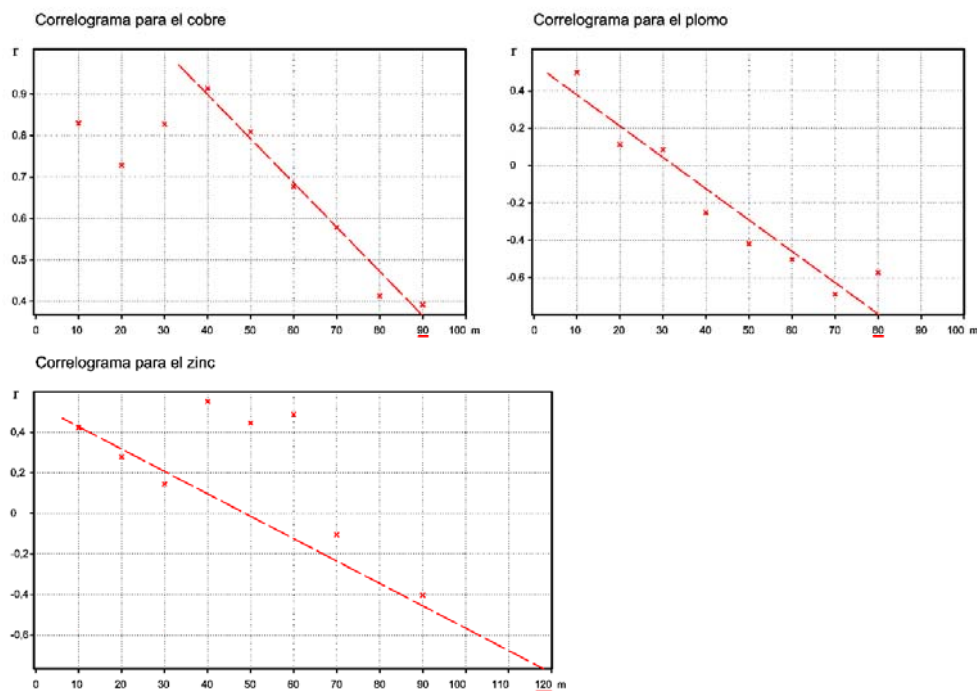 Correlograma para el cobre
r
0.9
0.8
0.7
0.6
0.5
0.4
0 10 20 30 40 50 60 70 80 90 100 m
Correlograma para el plomo
r
0.4
0.2
0
-0.2
-0.4
-0.6
0 10 20 30 40 50 60 70 80 90 100 m
Correlograma para el zinc
r
0,4
0,2
0
-0,2
-0,4
-0,6
0 10 20 30 40 50 60 70 80 90 100 110 120 m